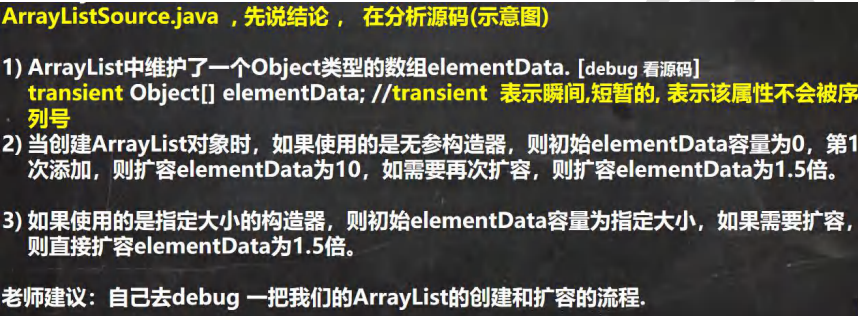 ArrayListSource.java ，先说结论， 在分析源码(示意图)
1) ArrayList中维护了一个Object类型的数组elementData. [debug 看源码]
transient Object[] elementData; //transient 表示瞬间,短暂的, 表示该属性不会被序
列号
2) 当创建ArrayList对象时，如果使用的是无参构造器，则初始elementData容量为0，第1
次添加，则扩容elementData为10，如需要再次扩容，则扩容elementData为1.5倍。
3) 如果使用的是指定大小的构造器，则初始elementData容量为指定大小，如果需要扩容，
则直接扩容elementData为1.5倍。
老师建议：自己去debug 一把我们的ArrayList的创建和扩容的流程.